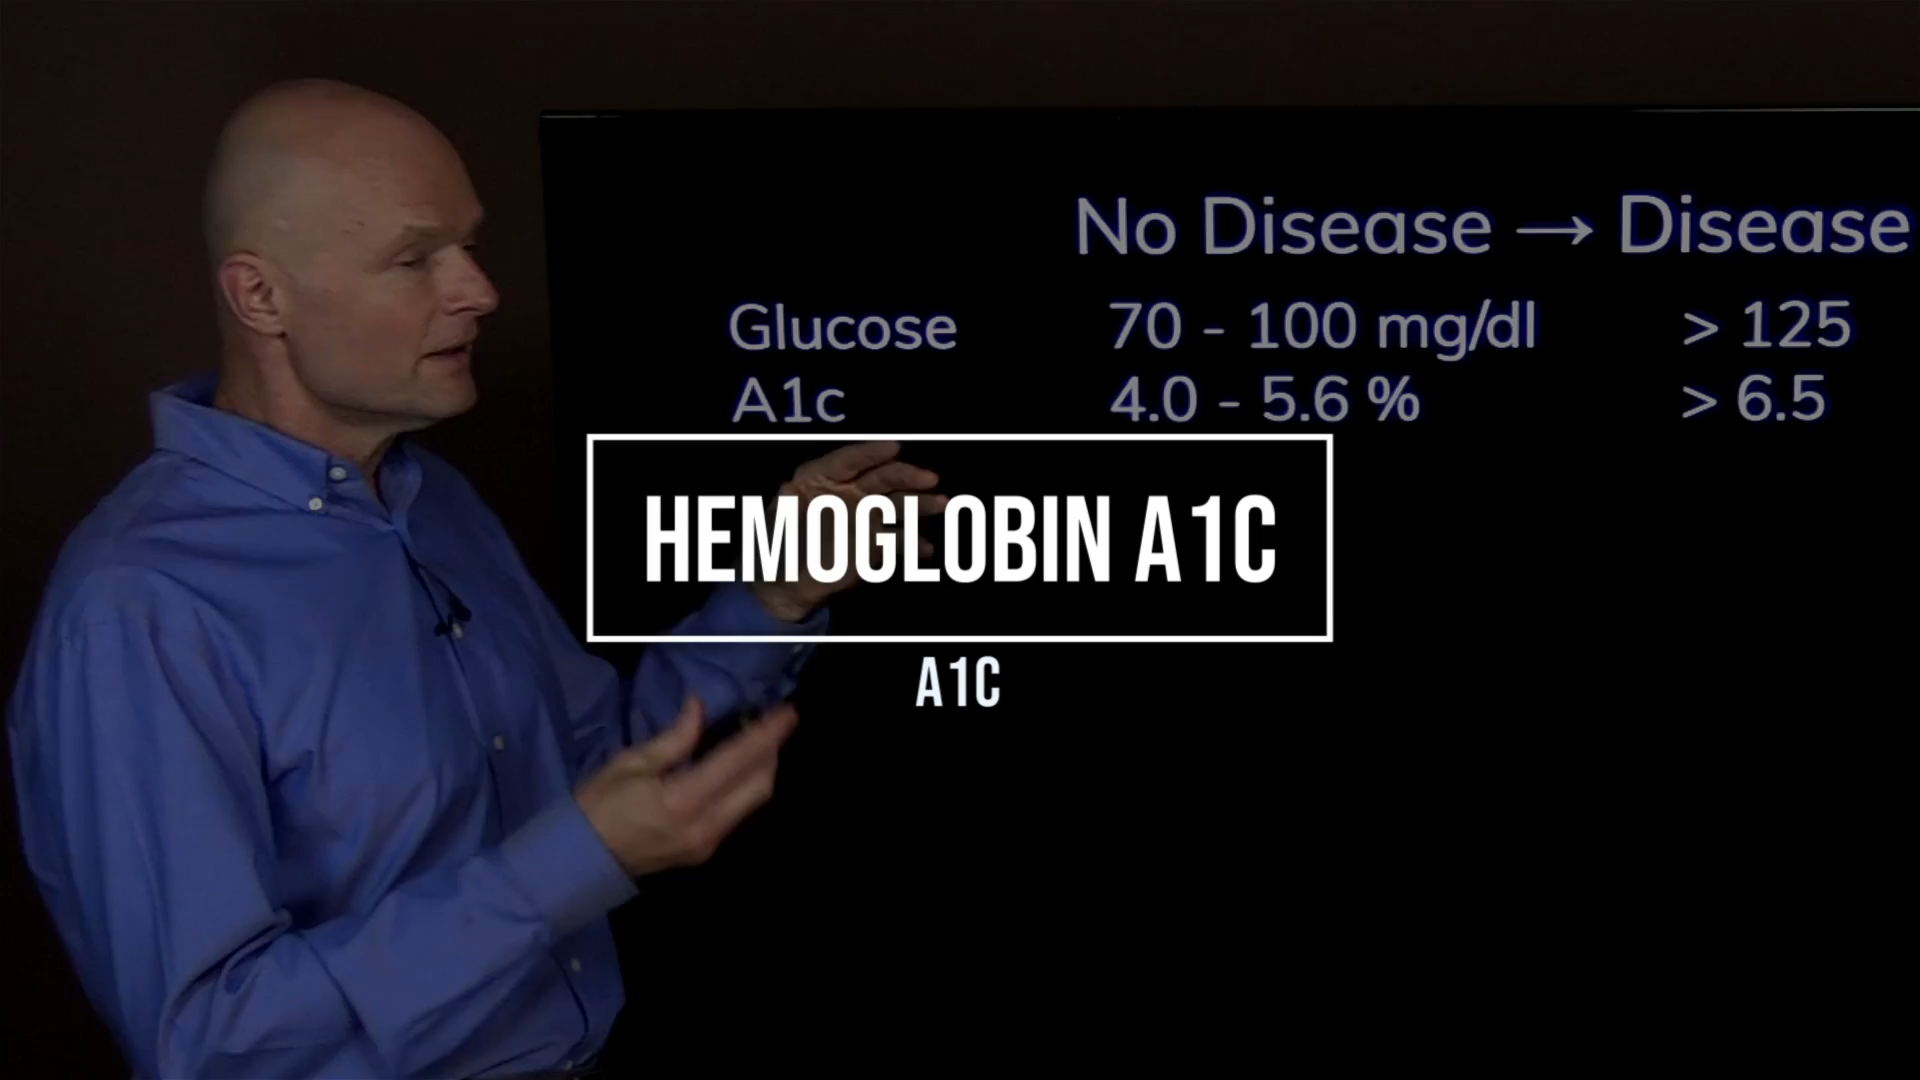 No Disease → Disease
Glucose 70 - 100 mg/dl > 125
A1c 4.0 - 5.6 % > 6.5
HEMOGLOBIN A1C
A1C